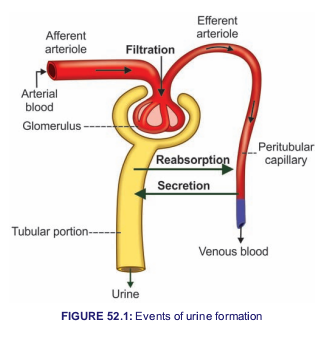 Efferent
arteriole
Afferent
arteriole
Filtration
Arterial
blood
Glomerulus
Peritubular
capillary
Reabsorption
Secretion
Tubular portion
Venous blood
Urine
FIGURE 52.1: Events of urine formation